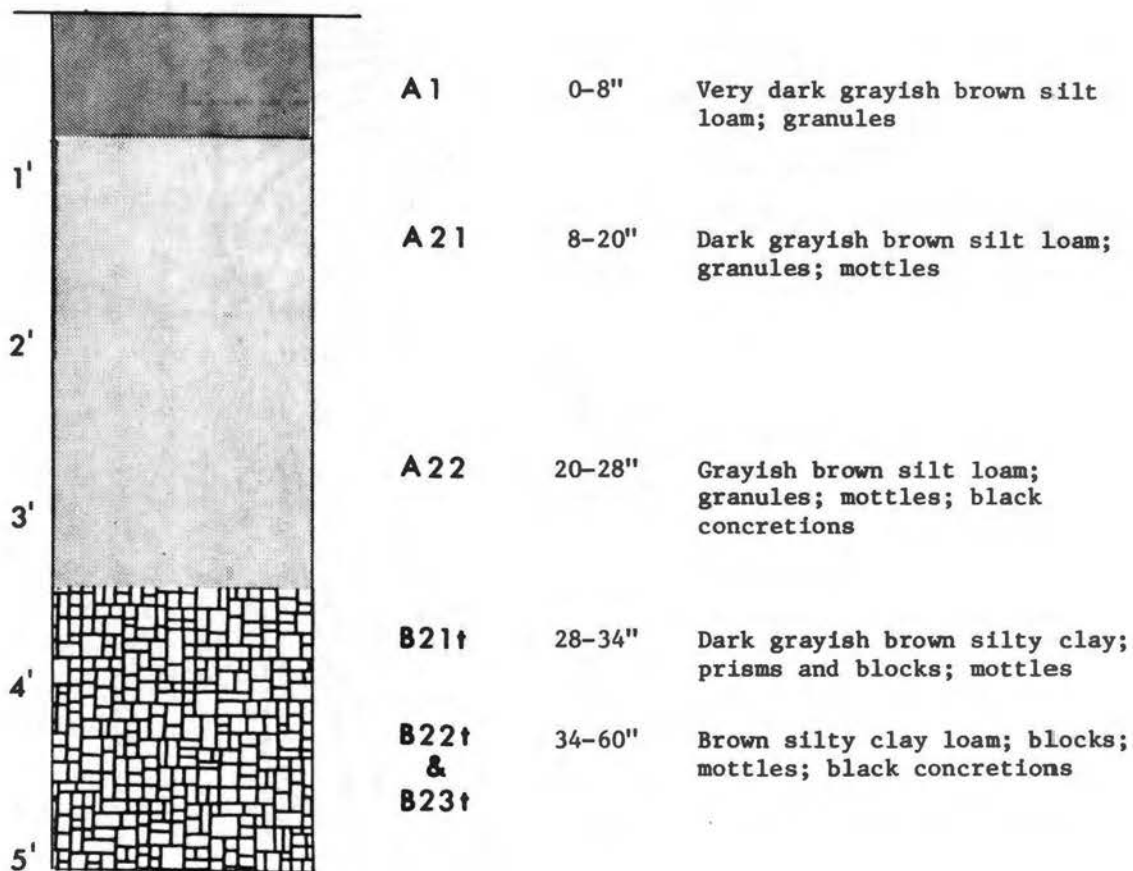 A1 0-8" Very dark grayish brown silt
loam; granules
1'
A21 8-20" Dark grayish brown silt loam;
granules; mottles
2'
A22 20-28" Grayish brown silt loam;
granules; mottles; black
concretions
3'
B21t 28-34" Dark grayish brown silty clay;
prisms and blocks; mottles
4'
B22t 34-60" Brown silty clay loam; blocks;
& mottles; black concretions
B23t
5'